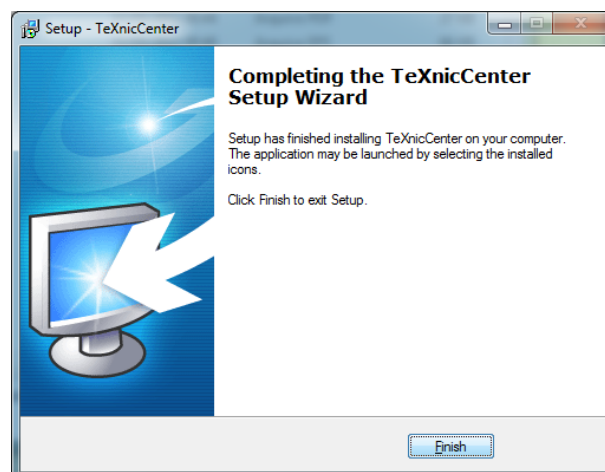 Setup - TeXnicCenter
Completing the TeXnicCenter
Setup Wizard
Setup has finished installing TeXnicCenter on your computer.
The application may be launched by selecting the installed
icons.
Click Finish to exit Setup.
Finish